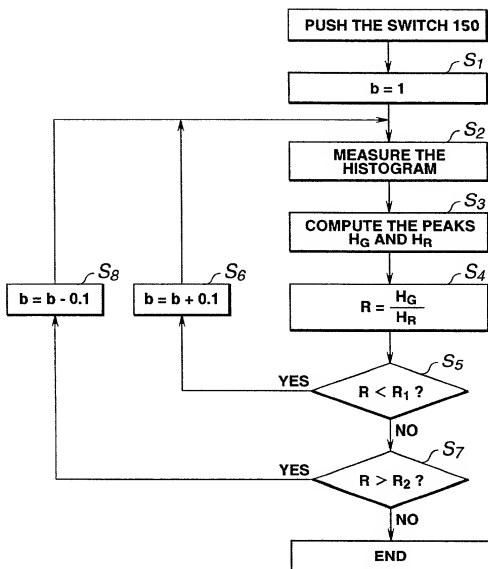 PUSH THE SWITCH 150
S1
b = 1
S2
MEASURE THE
HISTOGRAM
S3
COMPUTE THE PEAKS
HG AND HR
S8
b = b - 0.1
S6
b = b + 0.1
S4
R = HG / HR
S5
YES
R < R1 ?
NO
S7
YES
R > R2 ?
NO
END